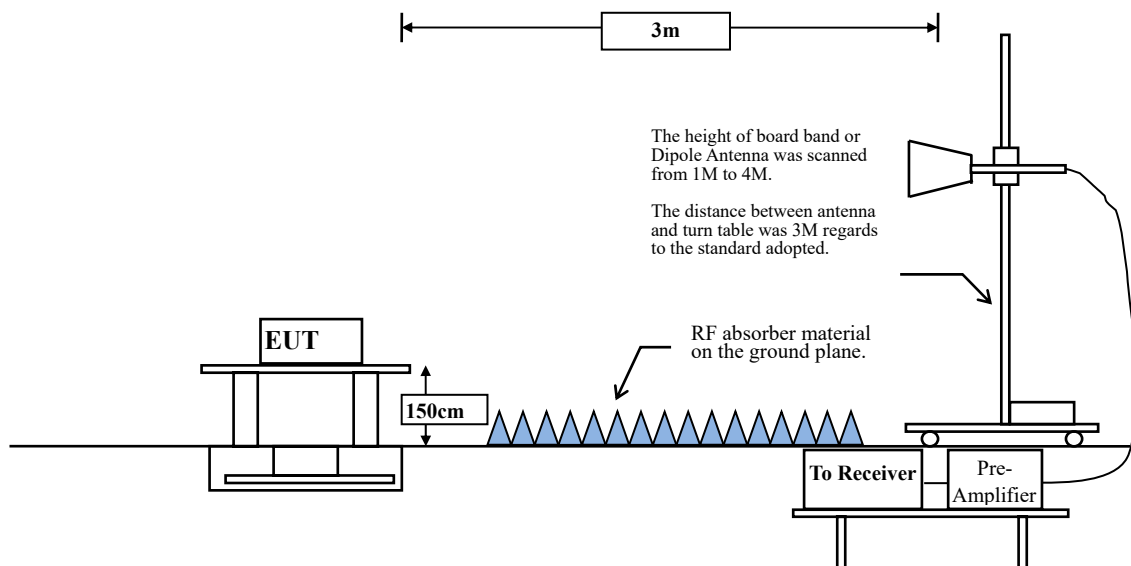 3m
The height of board band or
Dipole Antenna was scanned
from 1M to 4M.
The distance between antenna
and turn table was 3M regards
to the standard adopted.
RF absorber material
on the ground plane.
EUT
150cm
To Receiver
Pre-
Amplifier